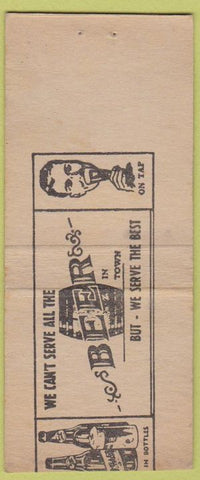 WE CAN'T SERVE ALL THE
BEER
IN
TOWN
BUT - WE SERVE THE BEST
ON TAP
IN BOTTLES